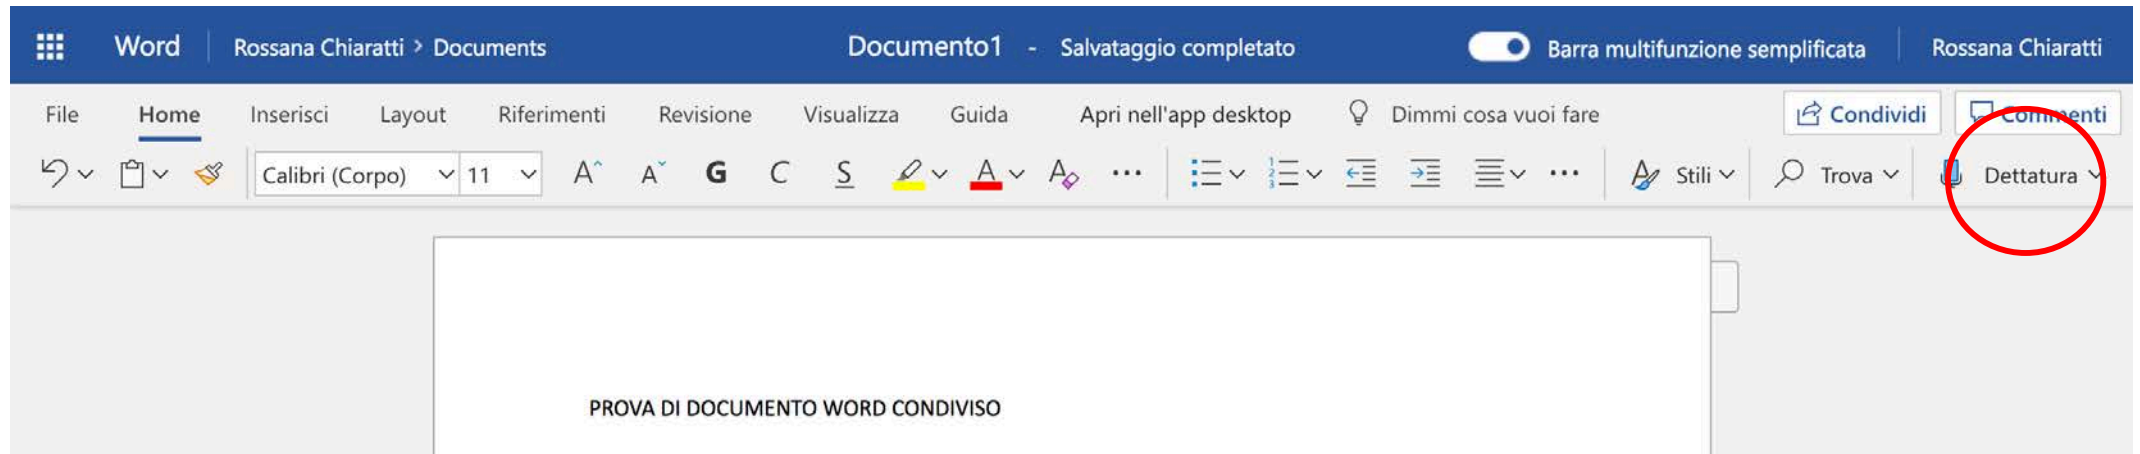 Word Rossana Chiaratti > Documents Documento1 - Salvataggio completato Barra multifunzione semplificata Rossana Chiaratti
File Home Inserisci Layout Riferimenti Revisione Visualizza Guida Apri nell'app desktop Dimmi cosa vuoi fare Condividi Commenti
Calibri (Corpo) 11 A A G C S A A ... ... Stili Trova Dettatura
PROVA DI DOCUMENTO WORD CONDIVISO